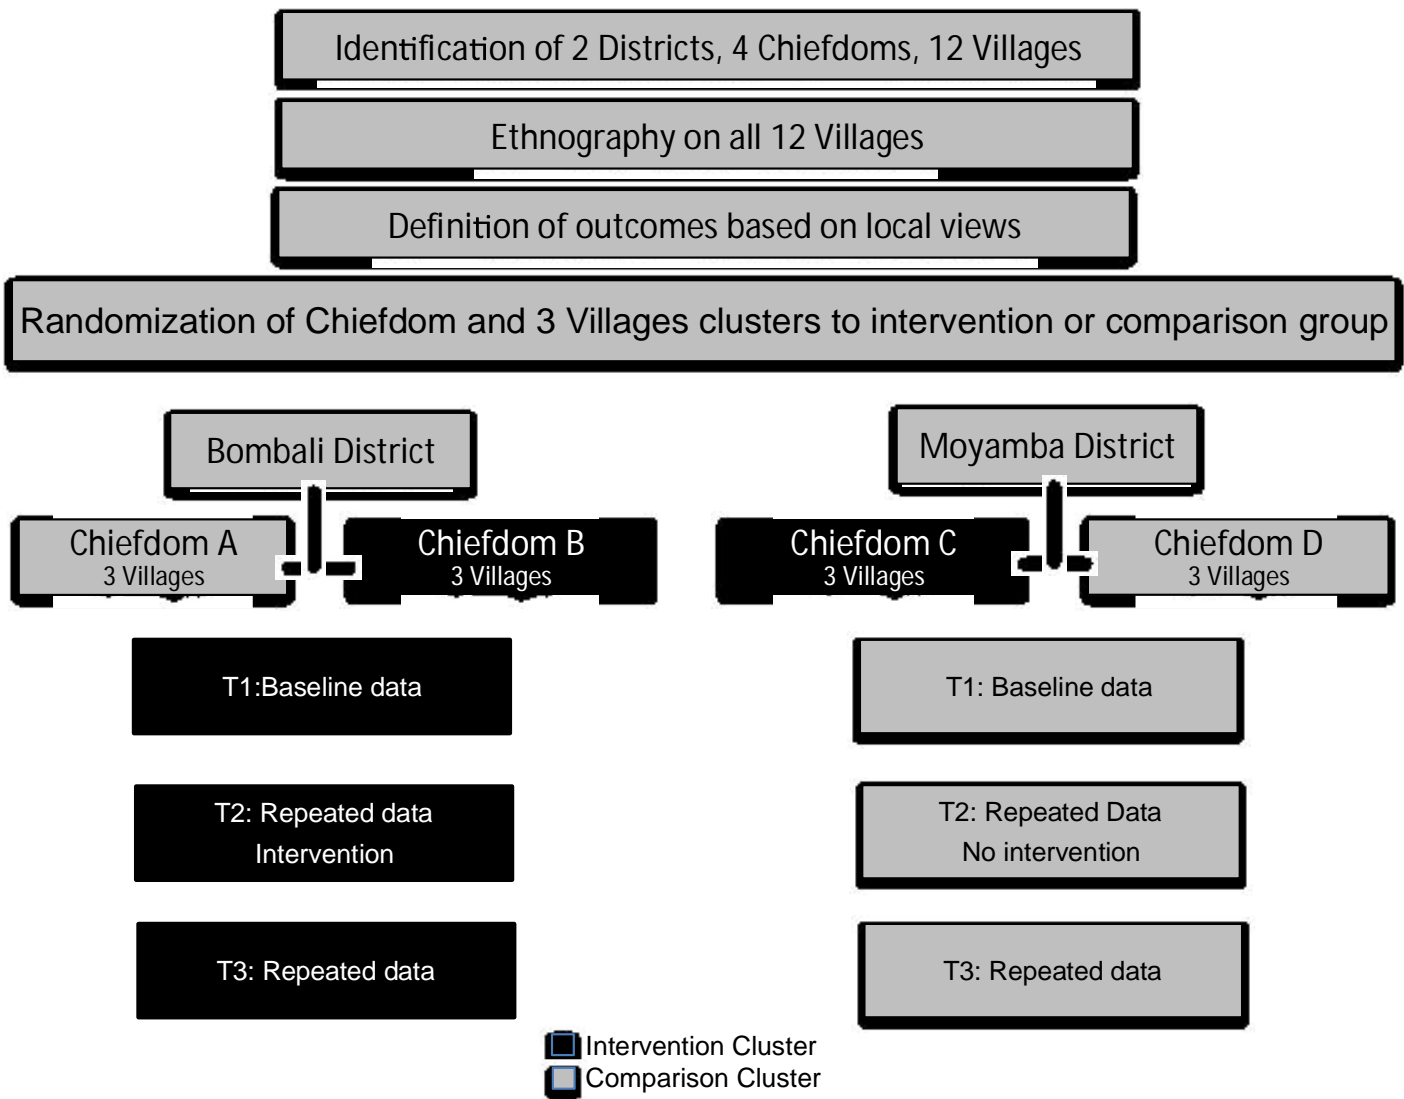 Identification of 2 Districts, 4 Chiefdoms, 12 Villages
Ethnography on all 12 Villages
Definition of outcomes based on local views
Randomization of Chiefdom and 3 Villages clusters to intervention or comparison group
Bombali District
Moyamba District
Chiefdom A
3 Villages
Chiefdom B
3 Villages
Chiefdom C
3 Villages
Chiefdom D
3 Villages
T1:Baseline data
T1: Baseline data
T2: Repeated data
Intervention
T2: Repeated Data
No intervention
T3: Repeated data
T3: Repeated data
Intervention Cluster
Comparison Cluster